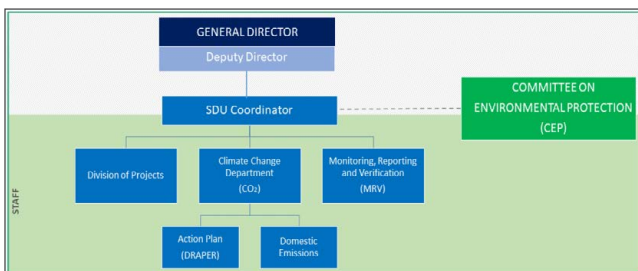 GENERAL DIRECTOR
Deputy Director
SDU Coordinator
COMMITTEE ON
ENVIRONMENTAL PROTECTION
(CEP)
STAFF
Division of Projects
Climate Change
Department
(CO₂)
Monitoring, Reporting
and Verification
(MRV)
Action Plan
(DRAPER)
Domestic
Emissions